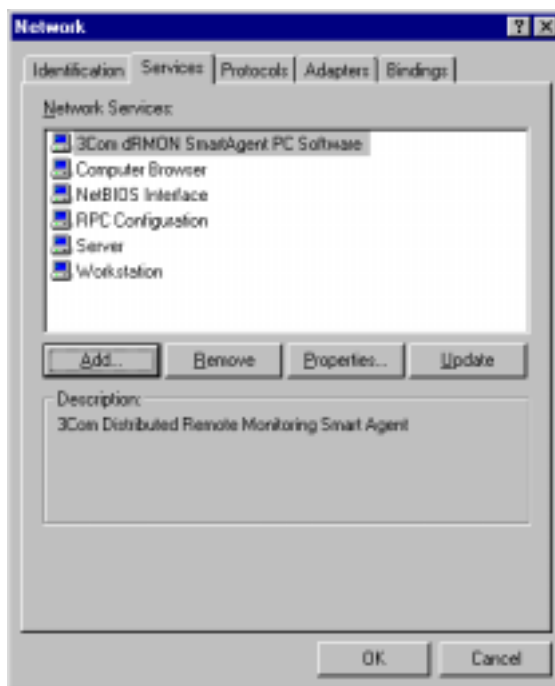 Network
Identification Services Protocols Adapters Bindings
Network Services:
3Com dRMON SmartAgent PC Software
Computer Browser
NetBIOS Interface
RPC Configuration
Server
Workstation
Add... Remove Properties... Update
Description:
3Com Distributed Remote Monitoring Smart Agent
OK Cancel